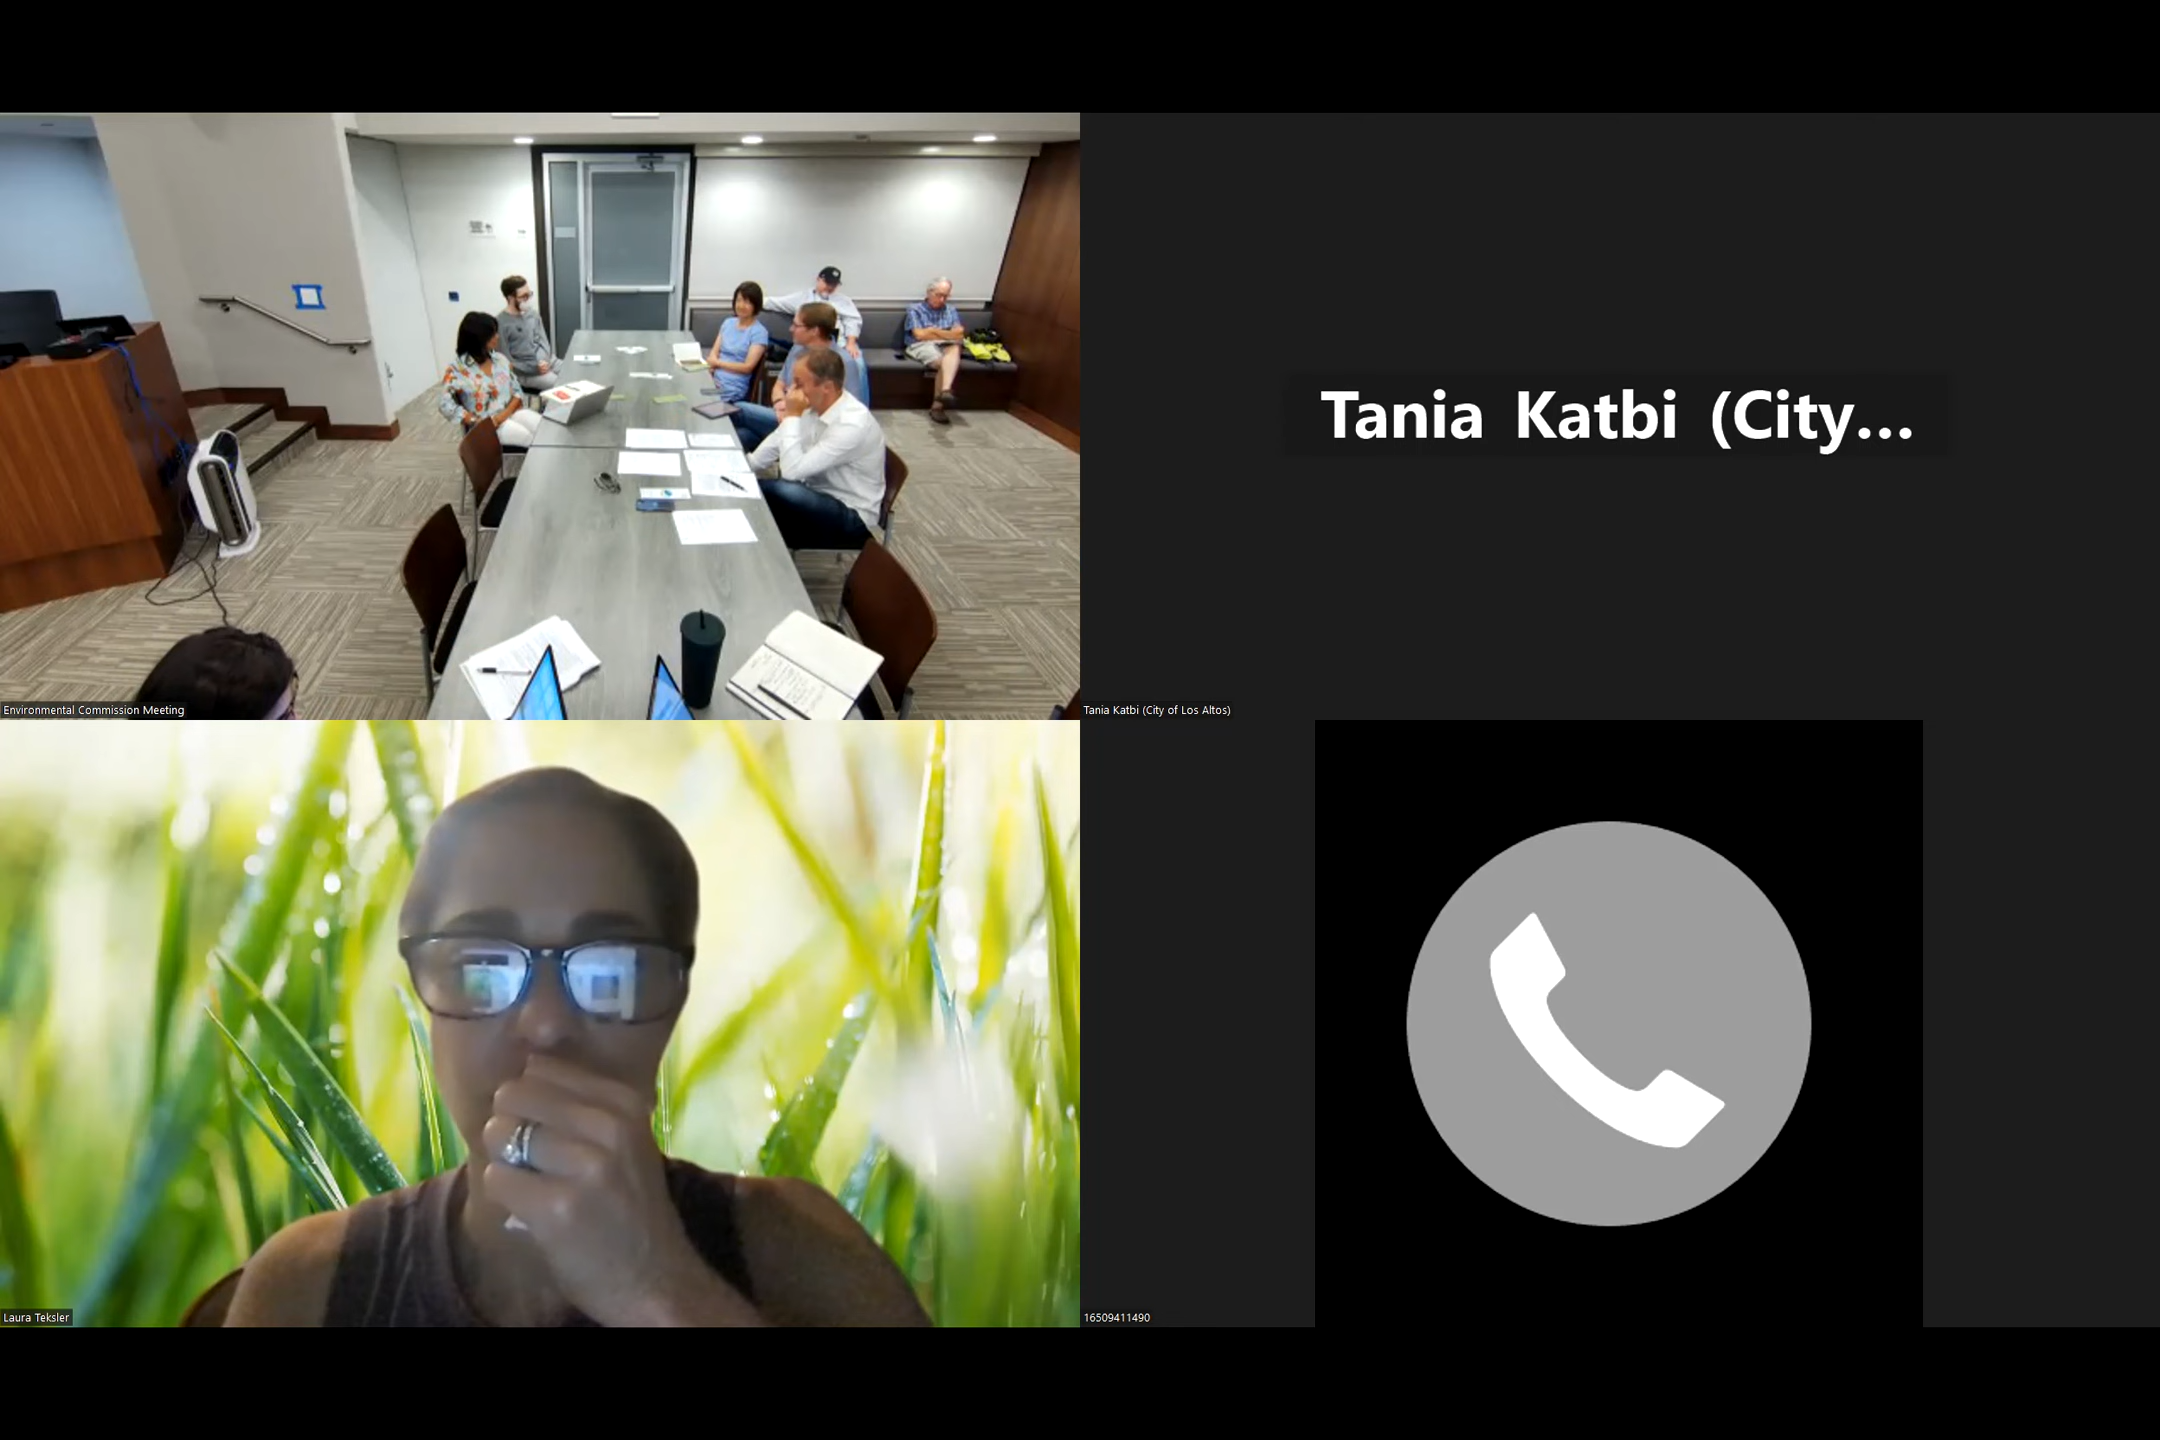 Tania Katbi (City...
Environmental Commission Meeting
Tania Katbi (City of Los Altos)
Laura Teksler
16509411490